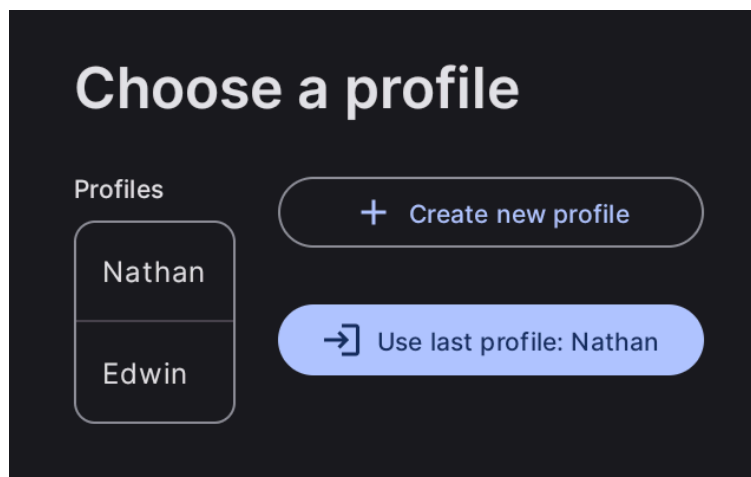 Choose a profile
Profiles
Nathan
Edwin
Create new profile
Use last profile: Nathan